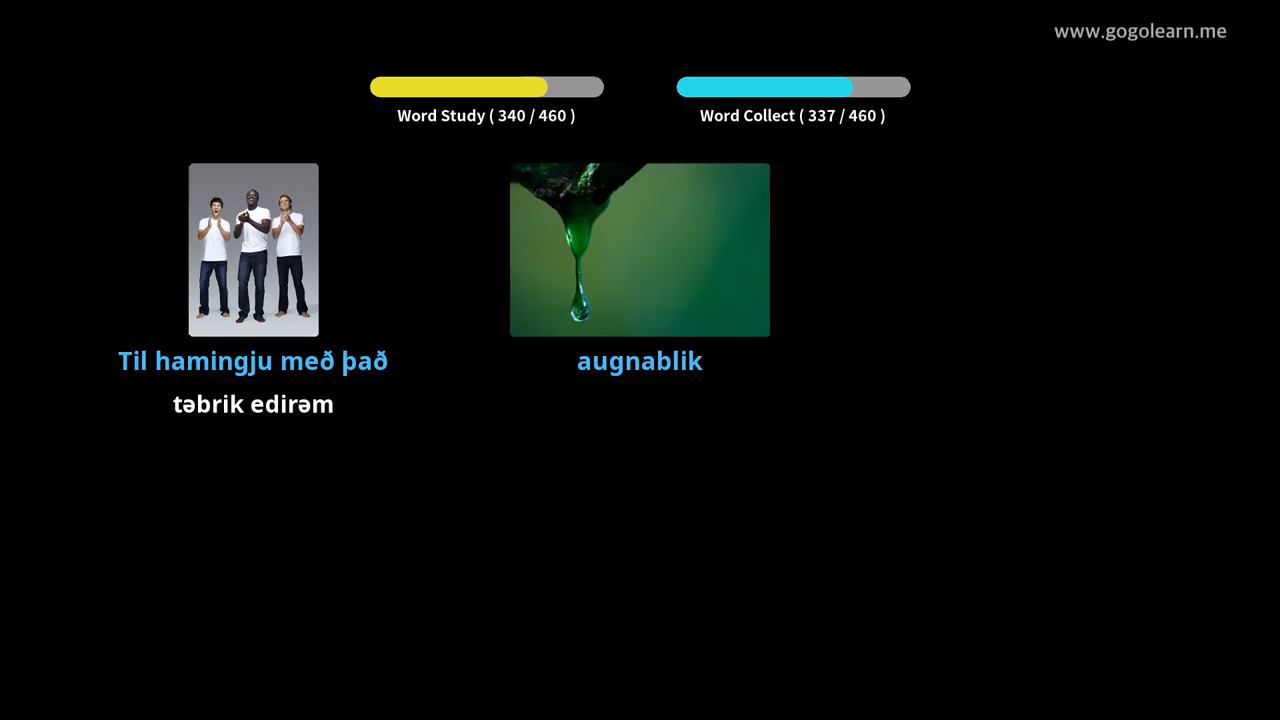 www.gogolearn.me
Word Study ( 340 / 460 )
Word Collect ( 337 / 460 )
Til hamingju með það
təbrik edirəm
augnablik